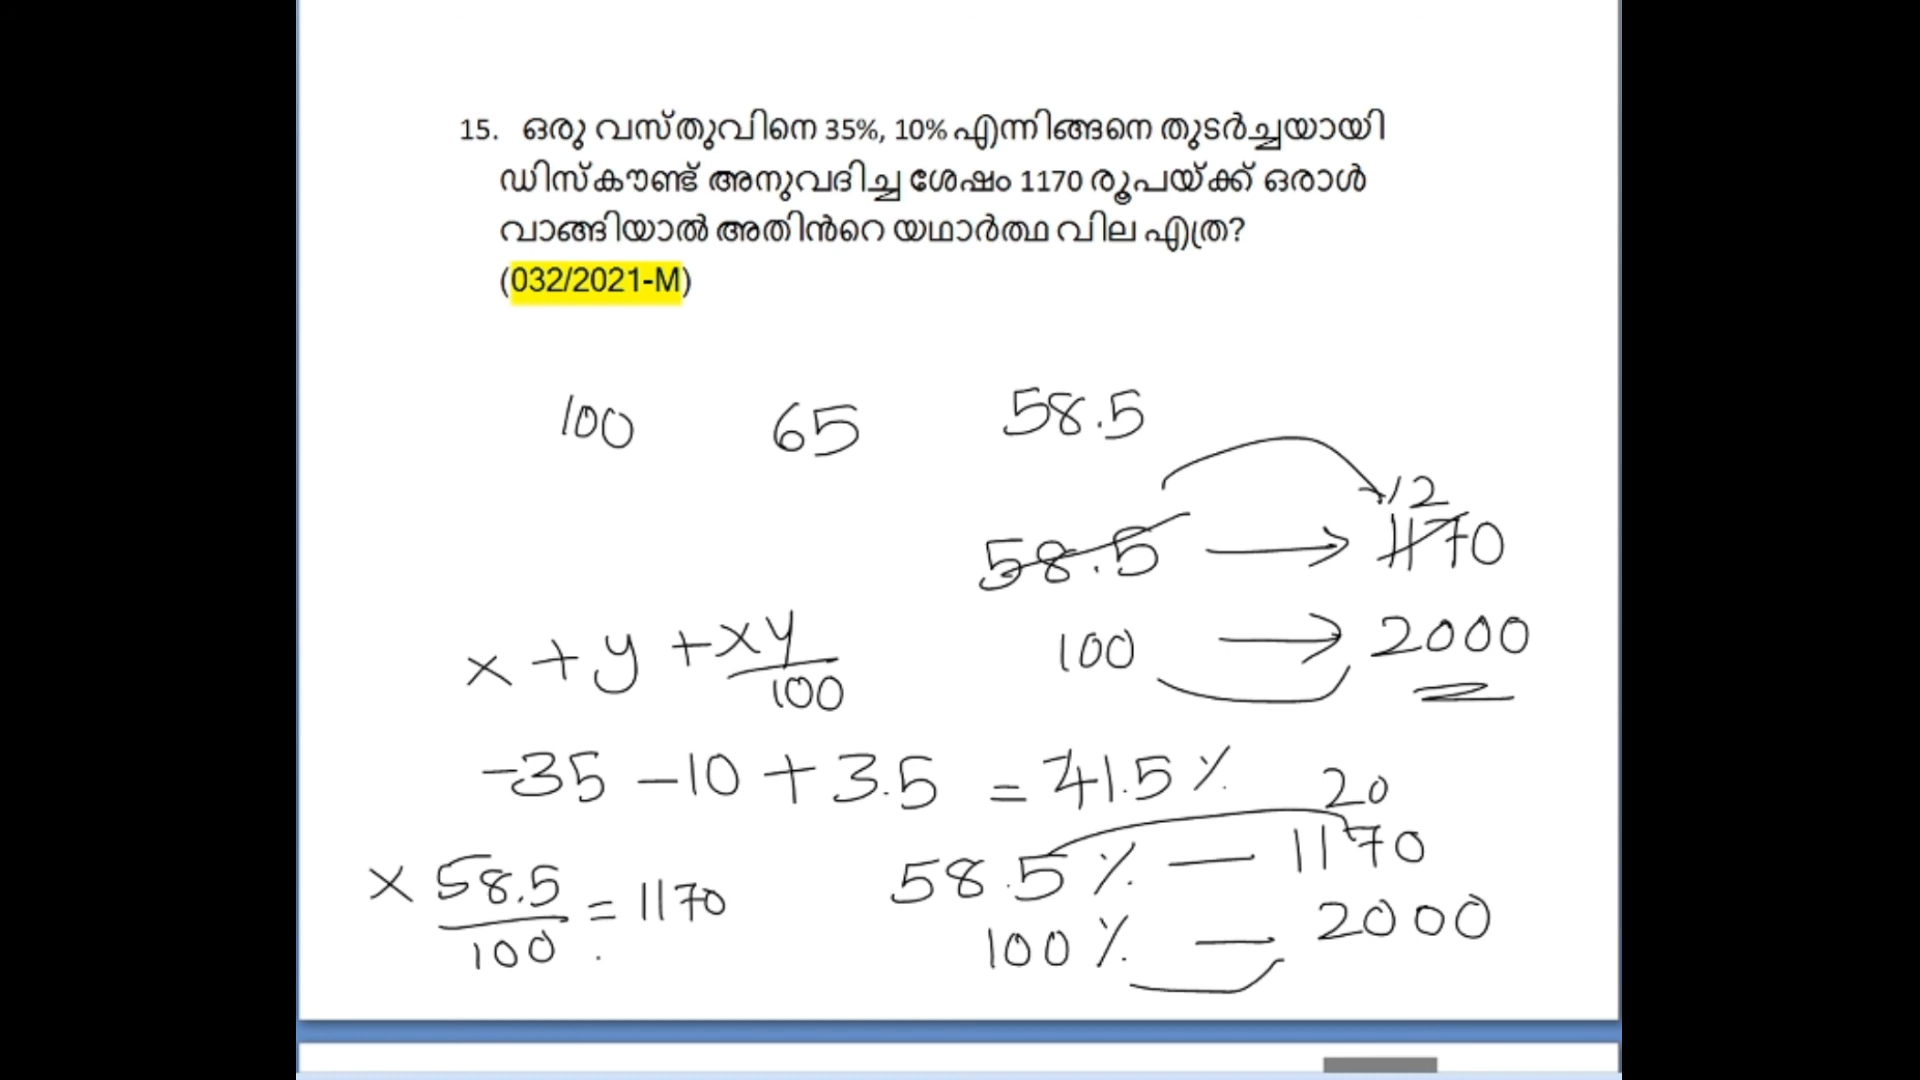 15. ഒരു വസ്തുവിനെ 35%, 10% എന്നിങ്ങനെ തുടർച്ചയായി
ഡിസ്കൗണ്ട് അനുവദിച്ച ശേഷം 1170 രൂപയ്ക്ക് ഒരാൾ
വാങ്ങിയാൽ അതിൻറെ യഥാർത്ഥ വില എത്ര?
(032/2021-M)
100 65 58.5
12
58.5 → 1170
100 → 2000
x + y + xy/100
-35 - 10 + 3.5 = 41.5%
20
58.5% — 1170
x 58.5/100 = 1170
100% — 2000